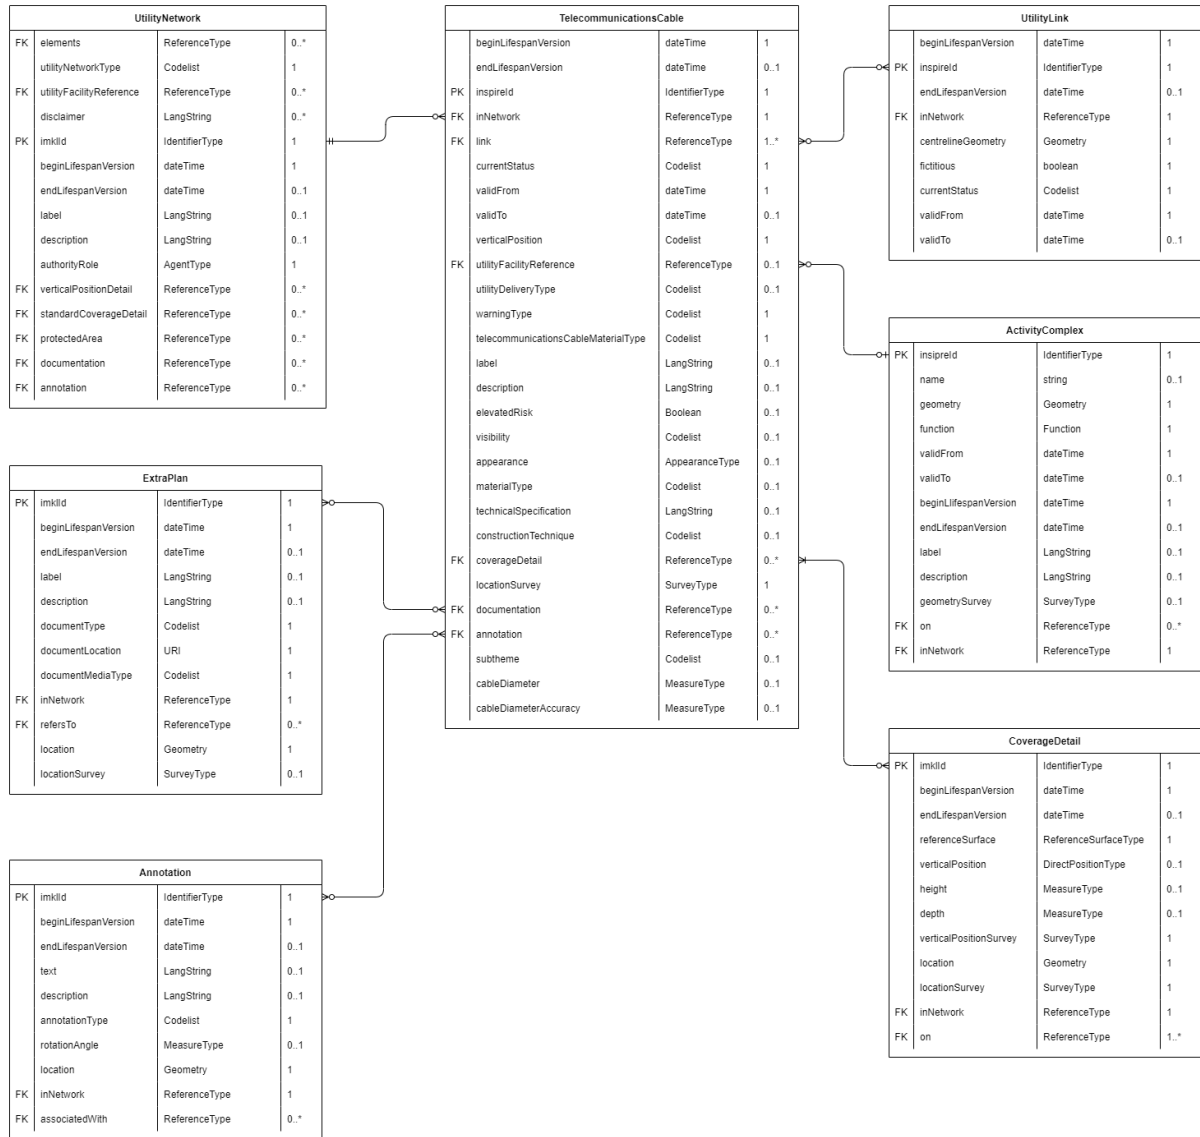 UtilityNetwork
FK elements ReferenceType 0..*
utilityNetworkType Codelist 1
FK utilityFacilityReference ReferenceType 0..*
disclaimer LangString 0..*
PK imklId IdentifierType 1
beginLifespanVersion dateTime 1
endLifespanVersion dateTime 0..1
label LangString 0..1
description LangString 0..1
authorityRole AgentType 1
FK verticalPositionDetail ReferenceType 0..*
FK standardCoverageDetail ReferenceType 0..*
FK protectedArea ReferenceType 0..*
FK documentation ReferenceType 0..*
FK annotation ReferenceType 0..*
ExtraPlan
PK imklId IdentifierType 1
beginLifespanVersion dateTime 1
endLifespanVersion dateTime 0..1
label LangString 0..1
description LangString 0..1
documentType Codelist 1
documentLocation URI 1
documentMediaType Codelist 1
FK inNetwork ReferenceType 1
FK refersTo ReferenceType 0..*
location Geometry 1
locationSurvey SurveyType 0..1
Annotation
PK imklId IdentifierType 1
beginLifespanVersion dateTime 1
endLifespanVersion dateTime 0..1
text LangString 0..1
description LangString 0..1
annotationType Codelist 1
rotationAngle MeasureType 0..1
location Geometry 1
FK inNetwork ReferenceType 1
FK associatedWith ReferenceType 0..*
TelecommunicationsCable
beginLifespanVersion dateTime 1
endLifespanVersion dateTime 0..1
PK inspireId IdentifierType 1
FK inNetwork ReferenceType 1
FK link ReferenceType 1..*
currentStatus Codelist 1
validFrom dateTime 1
validTo dateTime 0..1
verticalPosition Codelist 1
FK utilityFacilityReference ReferenceType 0..1
utilityDeliveryType Codelist 0..1
warningType Codelist 1
telecommunicationsCableMaterialType Codelist 1
label LangString 0..1
description LangString 0..1
elevatedRisk Boolean 0..1
visibility Codelist 0..1
appearance AppearanceType 0..1
materialType Codelist 0..1
technicalSpecification LangString 0..1
constructionTechnique Codelist 0..1
FK coverageDetail ReferenceType 0..*
locationSurvey SurveyType 1
FK documentation ReferenceType 0..*
FK annotation ReferenceType 0..*
subtheme Codelist 0..1
cableDiameter MeasureType 0..1
cableDiameterAccuracy MeasureType 0..1
UtilityLink
beginLifespanVersion dateTime 1
PK inspireId IdentifierType 1
endLifespanVersion dateTime 0..1
FK inNetwork ReferenceType 1
centrelineGeometry Geometry 1
fictitious boolean 1
currentStatus Codelist 1
validFrom dateTime 1
validTo dateTime 0..1
ActivityComplex
PK insipreId IdentifierType 1
name string 0..1
geometry Geometry 1
function Function 1
validFrom dateTime 1
validTo dateTime 0..1
beginLlifespanVersion dateTime 1
endLifespanVersion dateTime 0..1
label LangString 0..1
description LangString 0..1
geometrySurvey SurveyType 0..1
FK on ReferenceType 0..*
FK inNetwork ReferenceType 1
CoverageDetail
PK imklId IdentifierType 1
beginLifespanVersion dateTime 1
endLifespanVersion dateTime 0..1
referenceSurface ReferenceSurfaceType 1
verticalPosition DirectPositionType 0..1
height MeasureType 0..1
depth MeasureType 0..1
verticalPositionSurvey SurveyType 1
location Geometry 1
locationSurvey SurveyType 1
FK inNetwork ReferenceType 1
FK on ReferenceType 1..*